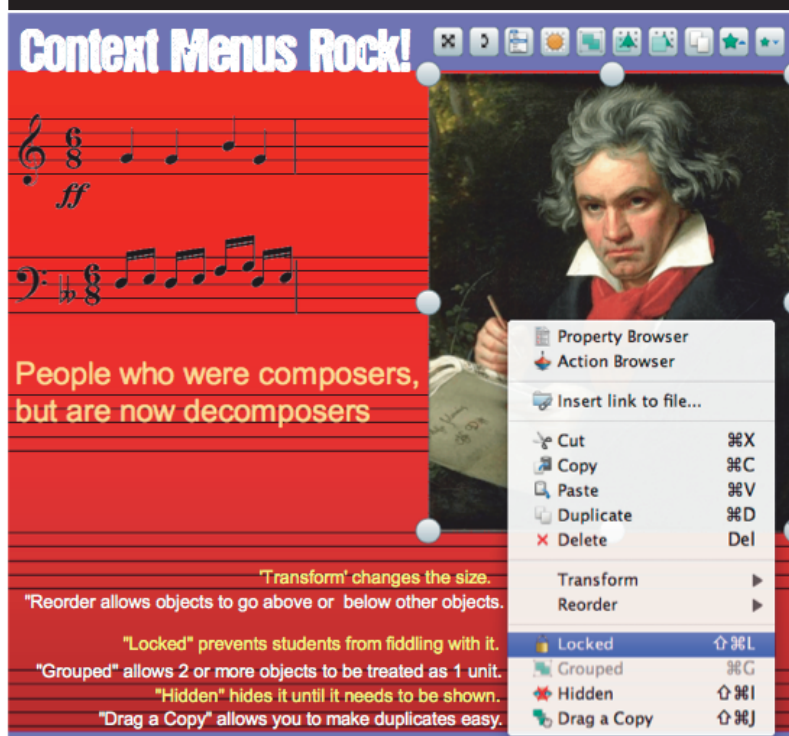 Context Menus Rock!
6
8
ff
6
8
People who were composers,
but are now decomposers
Property Browser
Action Browser
Insert link to file...
Cut ⌘X
Copy ⌘C
Paste ⌘V
Duplicate ⌘D
Delete Del
Transform
Reorder
Locked ⇧⌘L
Grouped ⌘G
Hidden ⇧⌘I
Drag a Copy ⇧⌘J
'Transform' changes the size.
"Reorder allows objects to go above or below other objects.
"Locked" prevents students from fiddling with it.
"Grouped" allows 2 or more objects to be treated as 1 unit.
"Hidden" hides it until it needs to be shown.
"Drag a Copy" allows you to make duplicates easy.